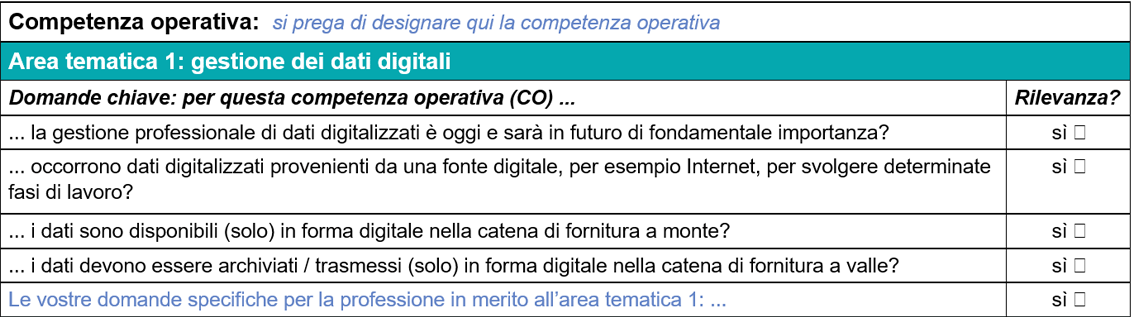 Competenza operativa: si prega di designare qui la competenza operativa
Area tematica 1: gestione dei dati digitali
Domande chiave: per questa competenza operativa (CO) ... Rilevanza?
... la gestione professionale di dati digitalizzati è oggi e sarà in futuro di fondamentale importanza? sì ☐
... occorrono dati digitalizzati provenienti da una fonte digitale, per esempio Internet, per svolgere determinate sì ☐
fasi di lavoro?
... i dati sono disponibili (solo) in forma digitale nella catena di fornitura a monte? sì ☐
... i dati devono essere archiviati / trasmessi (solo) in forma digitale nella catena di fornitura a valle? sì ☐
Le vostre domande specifiche per la professione in merito all'area tematica 1: ... sì ☐